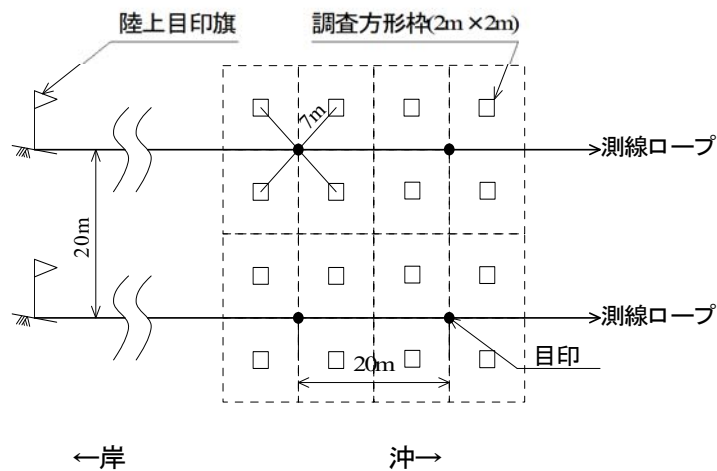 陸上目印旗
調査方形枠(2m×2m)
7m
測線ロープ
20m
測線ロープ
目印
20m
←岸
沖→